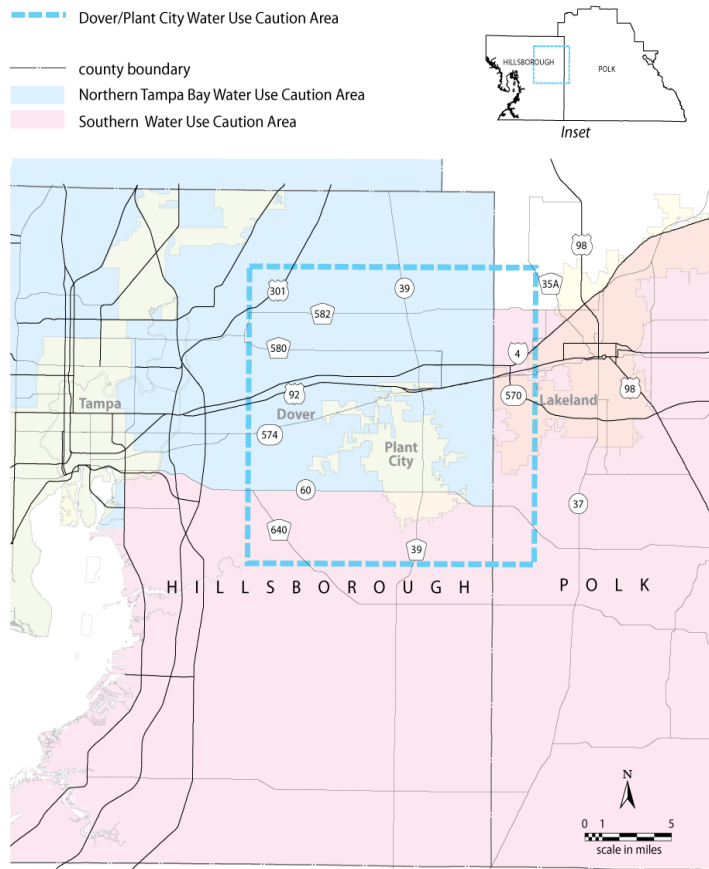 Dover/Plant City Water Use Caution Area
county boundary
Northern Tampa Bay Water Use Caution Area
Southern Water Use Caution Area
HILLSBOROUGH
POLK
Inset
98
301
39
35A
582
580
4
92
570
Lakeland
98
Tampa
Dover
574
Plant
City
60
37
640
39
HILLSBOROUGH
POLK
N
0 1 5
scale in miles